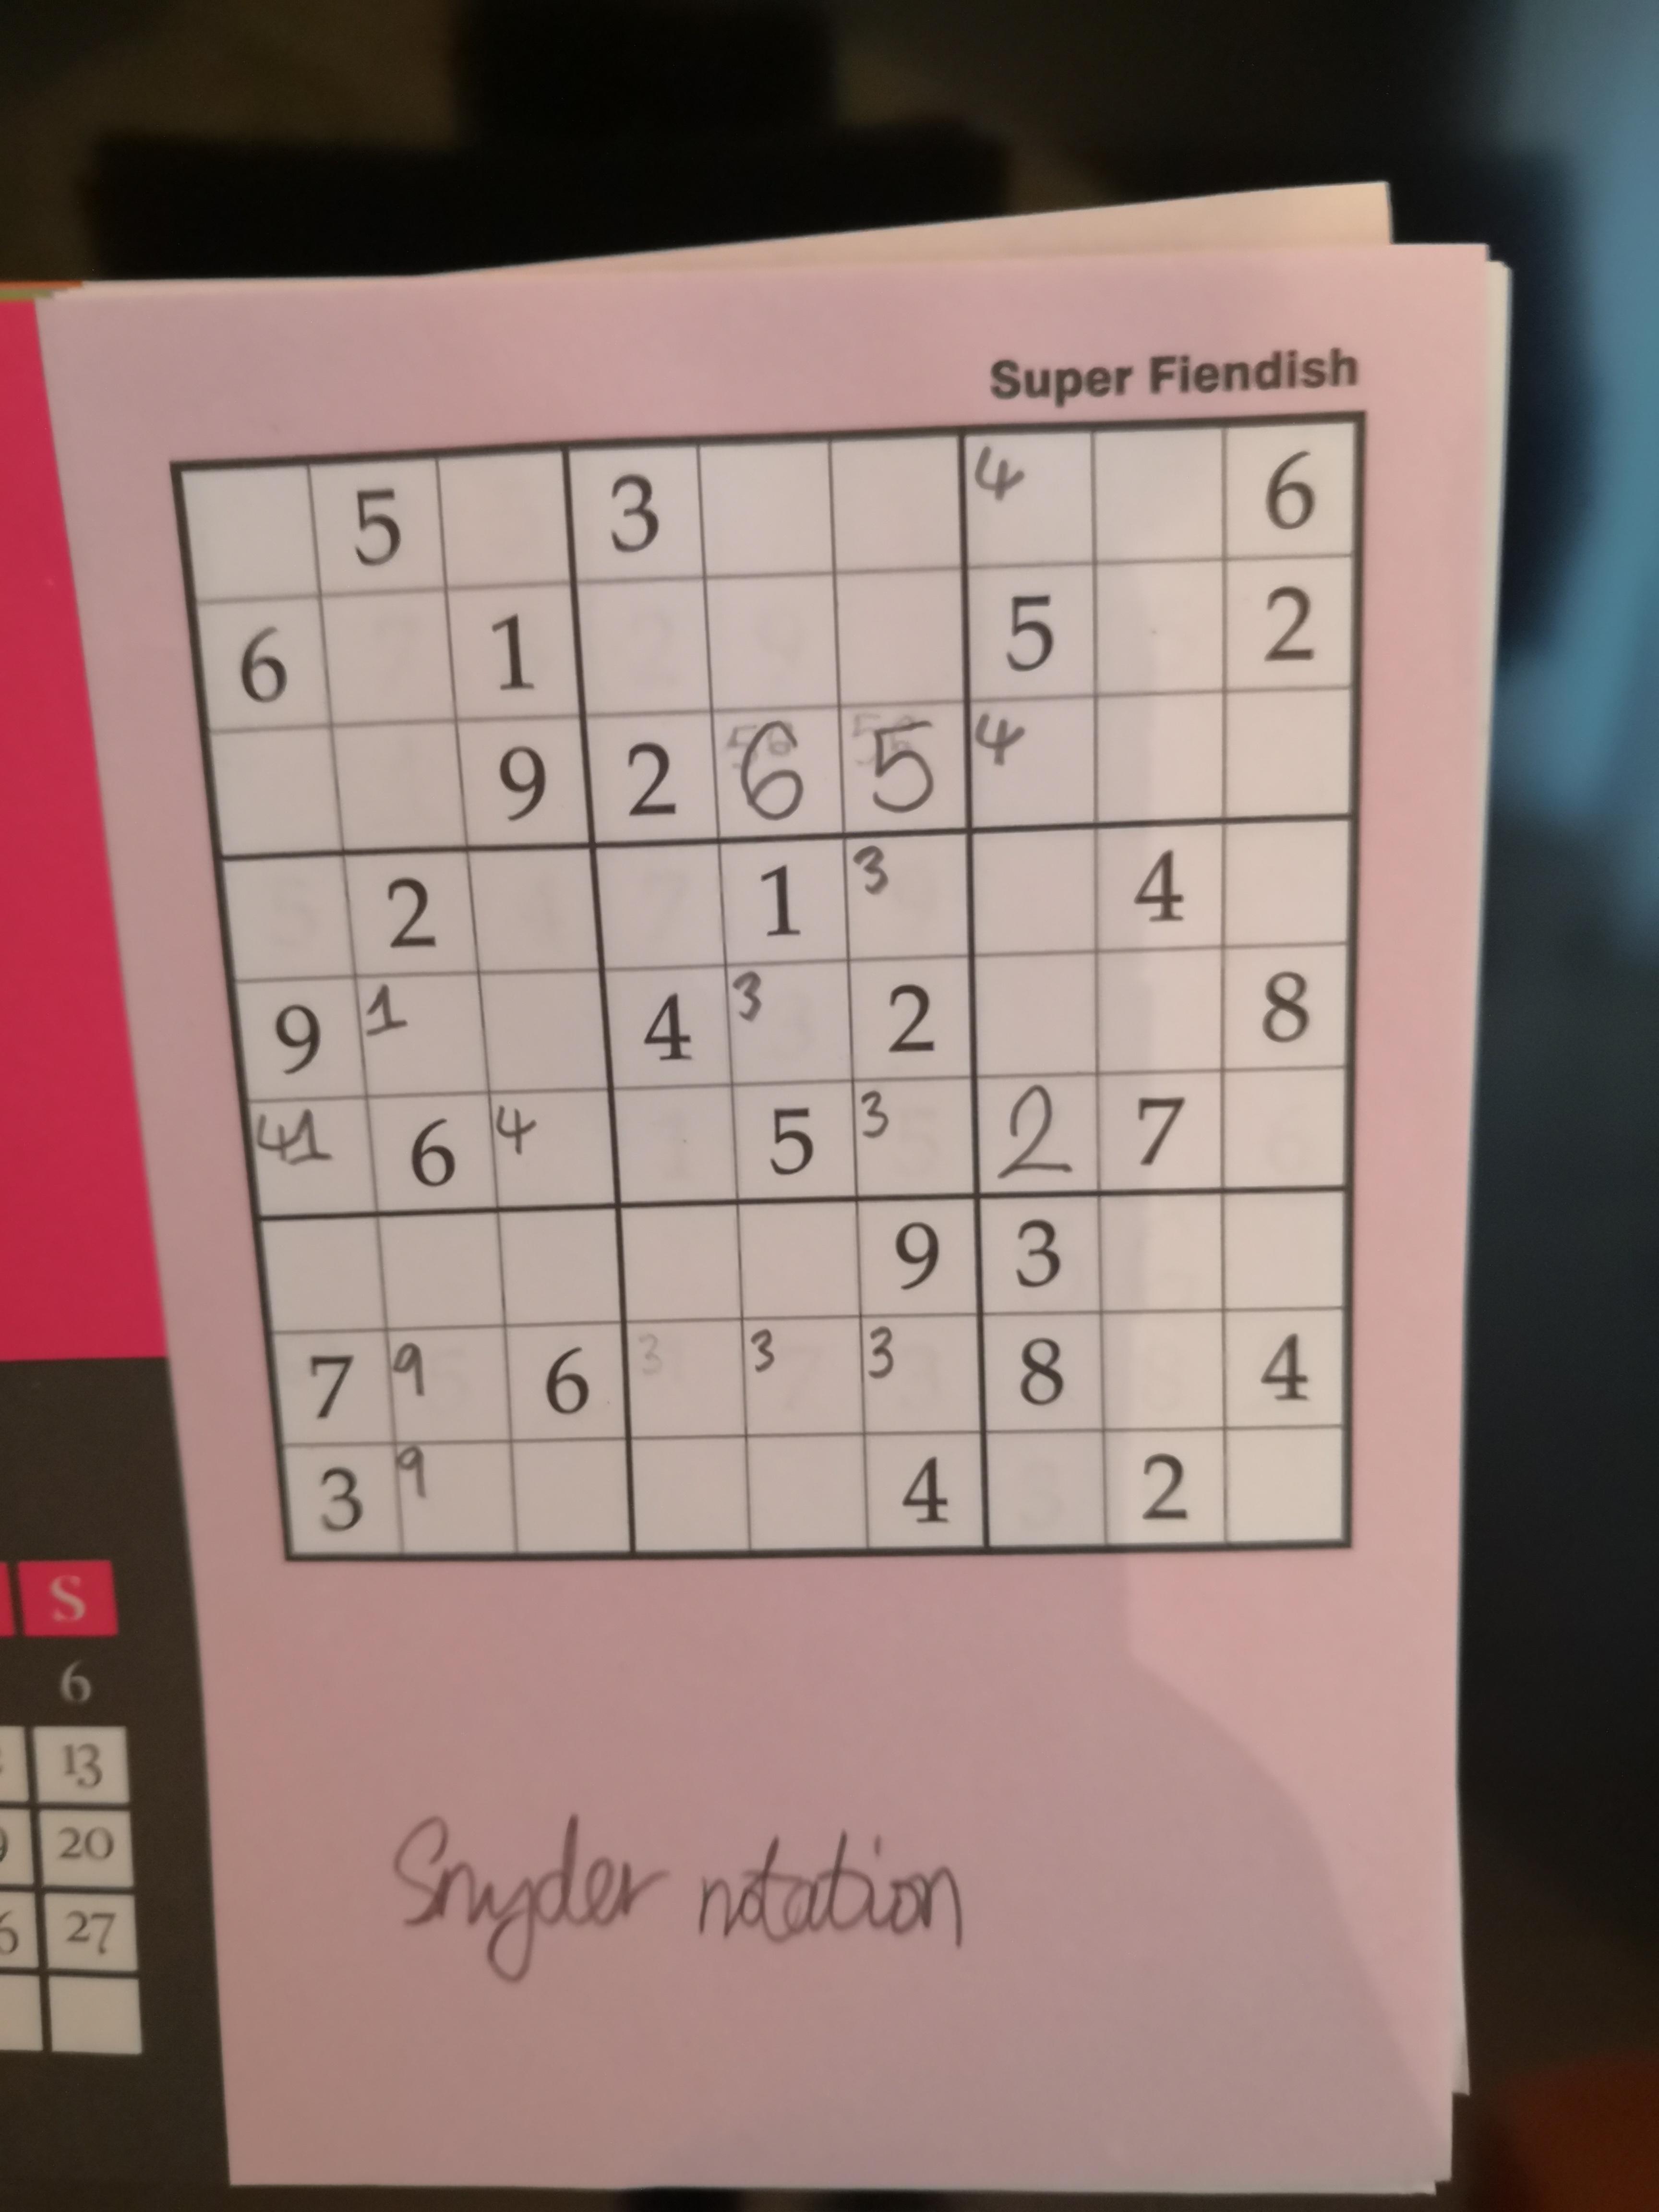 Super Fiendish
5 3 4 6
6 1 5 2
9 2 6 5 4
2 1 3 4
9 1 4 3 2 8
41 6 4 5 3 2 7
9 3
7 9 6 3 3 3 8 4
3 9 4 2
S
6
13
20
27
Snyder notation